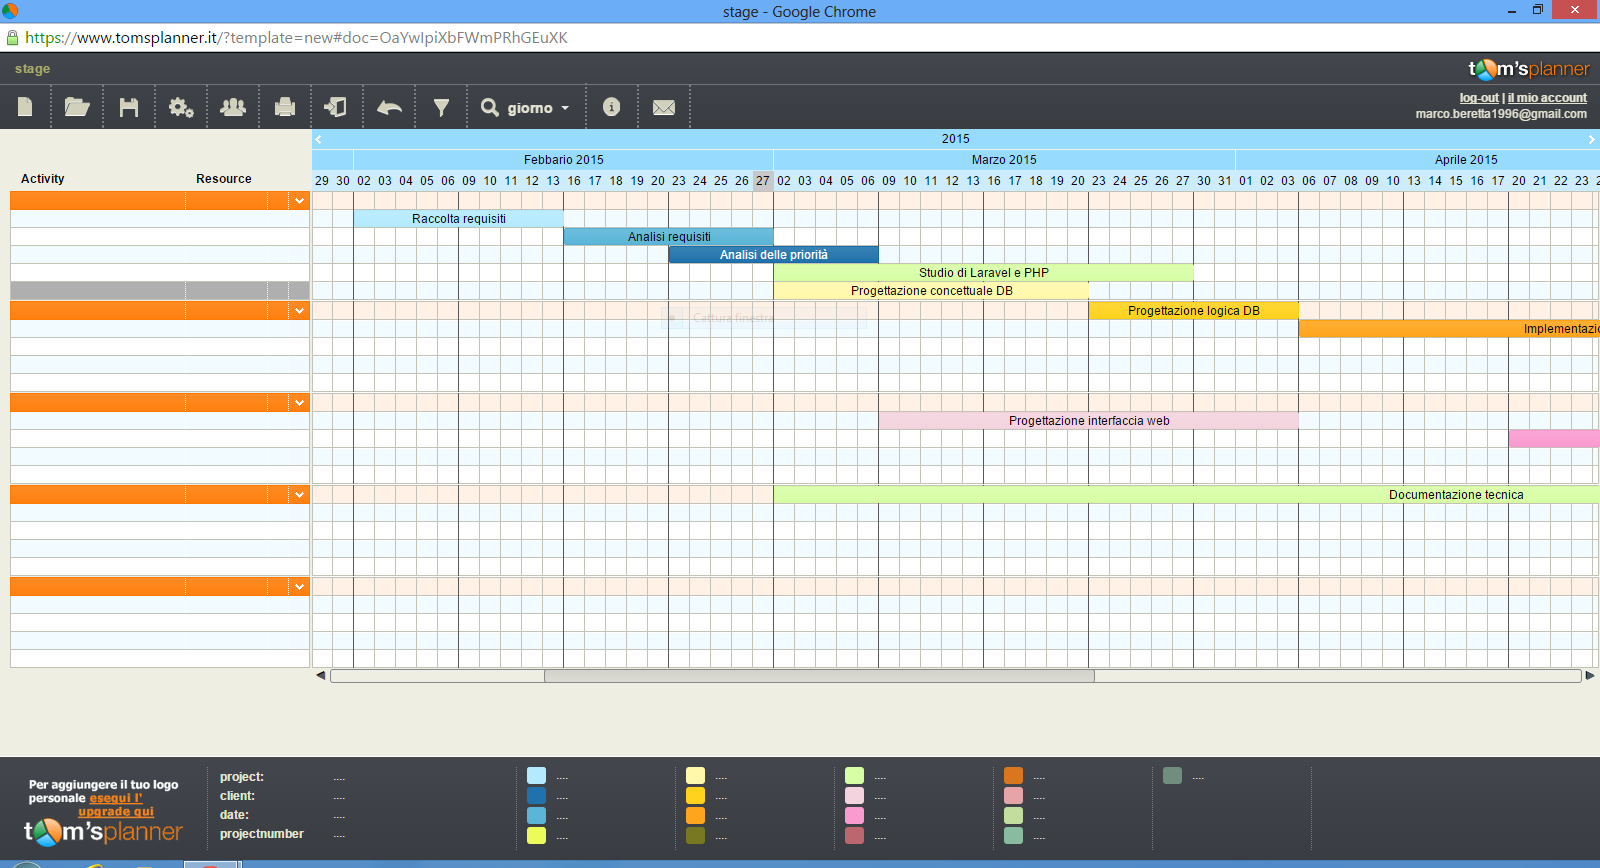 stage - Google Chrome
https://www.tomsplanner.it/?template=new#doc=OaYwIpiXbFWmPRhGEuXK
stage
tom'splanner
giorno
log-out | il mio account
marco.beretta1996@gmail.com
2015
Febbario 2015 Marzo 2015 Aprile 2015
Activity Resource
29 30 02 03 04 05 06 09 10 11 12 13 16 17 18 19 20 23 24 25 26 27 02 03 04 05 06 09 10 11 12 13 16 17 18 19 20 23 24 25 26 27 30 31 01 02 03 06 07 08 09 10 13 14 15 16 17 20 21 22 23
Raccolta requisiti
Analisi requisiti
Analisi delle priorità
Studio di Laravel e PHP
Progettazione concettuale DB
Progettazione logica DB
Cattura finestra
Implementazio
Progettazione interfaccia web
Documentazione tecnica
Per aggiungere il tuo logo
personale esegui l'
upgrade qui
tom'splanner
project: ....
client: ....
date: ....
projectnumber ....
.... .... .... .... ....
.... .... .... ....
.... .... .... ....
.... .... .... ....